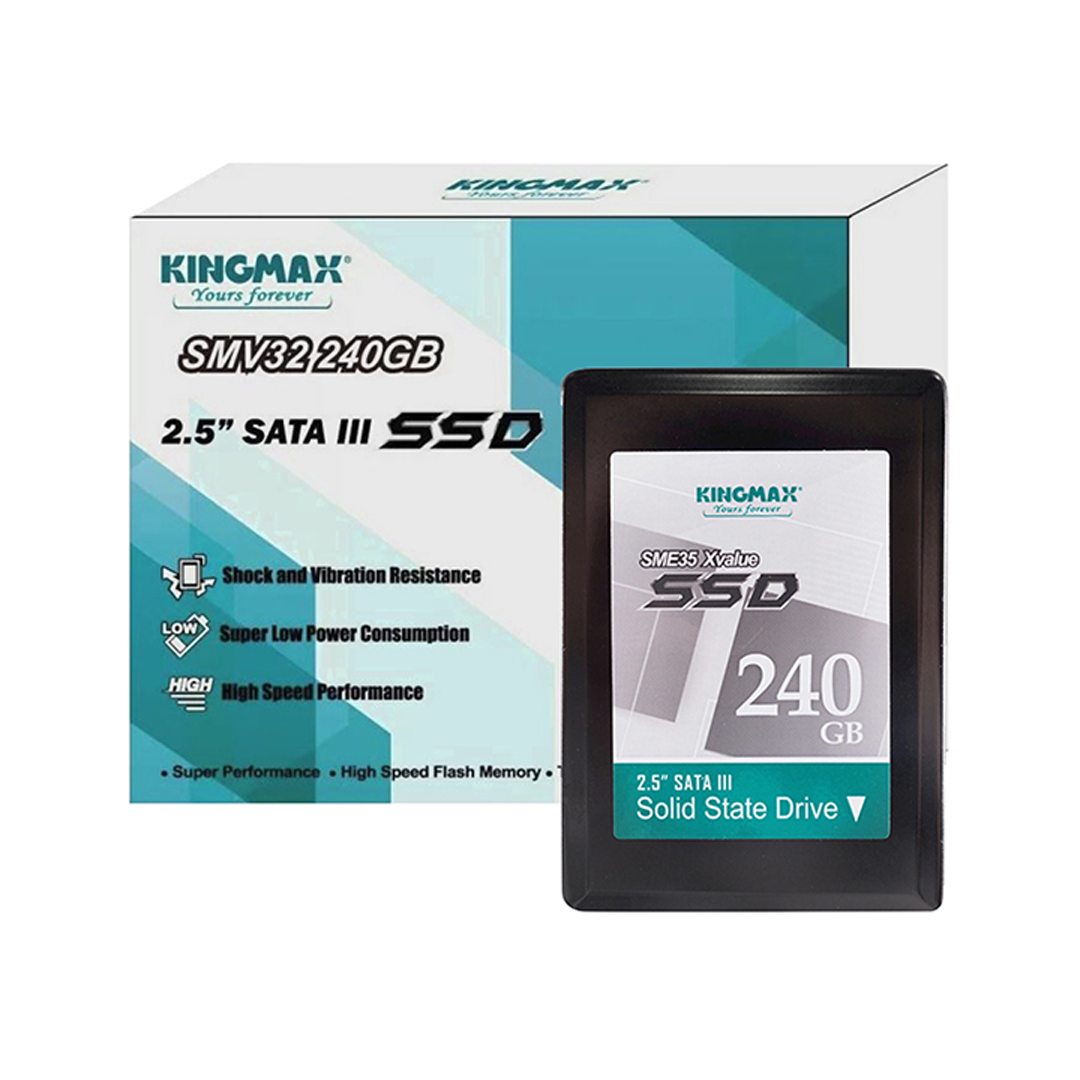 KINGMAX®
Yours forever
KINGMAX®
Yours forever
SMV32 240GB
2.5” SATA III SSD
Shock and Vibration Resistance
LOW
Super Low Power Consumption
HIGH
High Speed Performance
• Super Performance • High Speed Flash Memory •
KINGMAX®
Yours forever
SME35 Xvalue
SSD
240
GB
2.5” SATA III
Solid State Drive